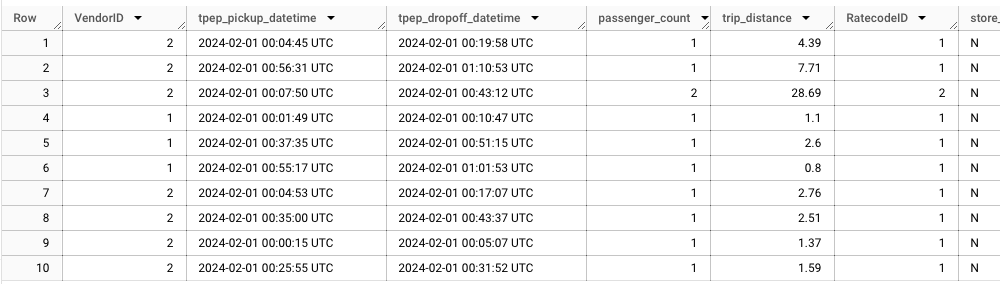 Row VendorID tpep_pickup_datetime tpep_dropoff_datetime passenger_count trip_distance RatecodeID store_
1 2 2024-02-01 00:04:45 UTC 2024-02-01 00:19:58 UTC 1 4.39 1 N
2 2 2024-02-01 00:56:31 UTC 2024-02-01 01:10:53 UTC 1 7.71 1 N
3 2 2024-02-01 00:07:50 UTC 2024-02-01 00:43:12 UTC 2 28.69 2 N
4 1 2024-02-01 00:01:49 UTC 2024-02-01 00:10:47 UTC 1 1.1 1 N
5 1 2024-02-01 00:37:35 UTC 2024-02-01 00:51:15 UTC 1 2.6 1 N
6 1 2024-02-01 00:55:17 UTC 2024-02-01 01:01:53 UTC 1 0.8 1 N
7 2 2024-02-01 00:04:53 UTC 2024-02-01 00:17:07 UTC 1 2.76 1 N
8 2 2024-02-01 00:35:00 UTC 2024-02-01 00:43:37 UTC 1 2.51 1 N
9 2 2024-02-01 00:00:15 UTC 2024-02-01 00:05:07 UTC 1 1.37 1 N
10 2 2024-02-01 00:25:55 UTC 2024-02-01 00:31:52 UTC 1 1.59 1 N